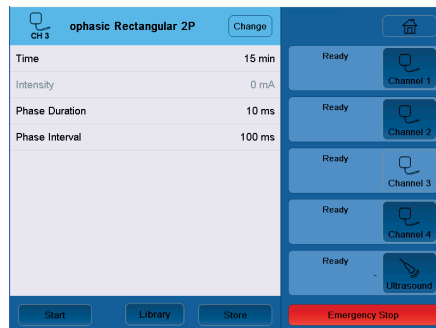 CH 3
ophasic Rectangular 2P
Change
Time 15 min
Intensity 0 mA
Phase Duration 10 ms
Phase Interval 100 ms
Start
Library
Store
Ready
Channel 1
Ready
Channel 2
Ready
Channel 3
Ready
Channel 4
Ready
-
Ultrasound
Emergency Stop